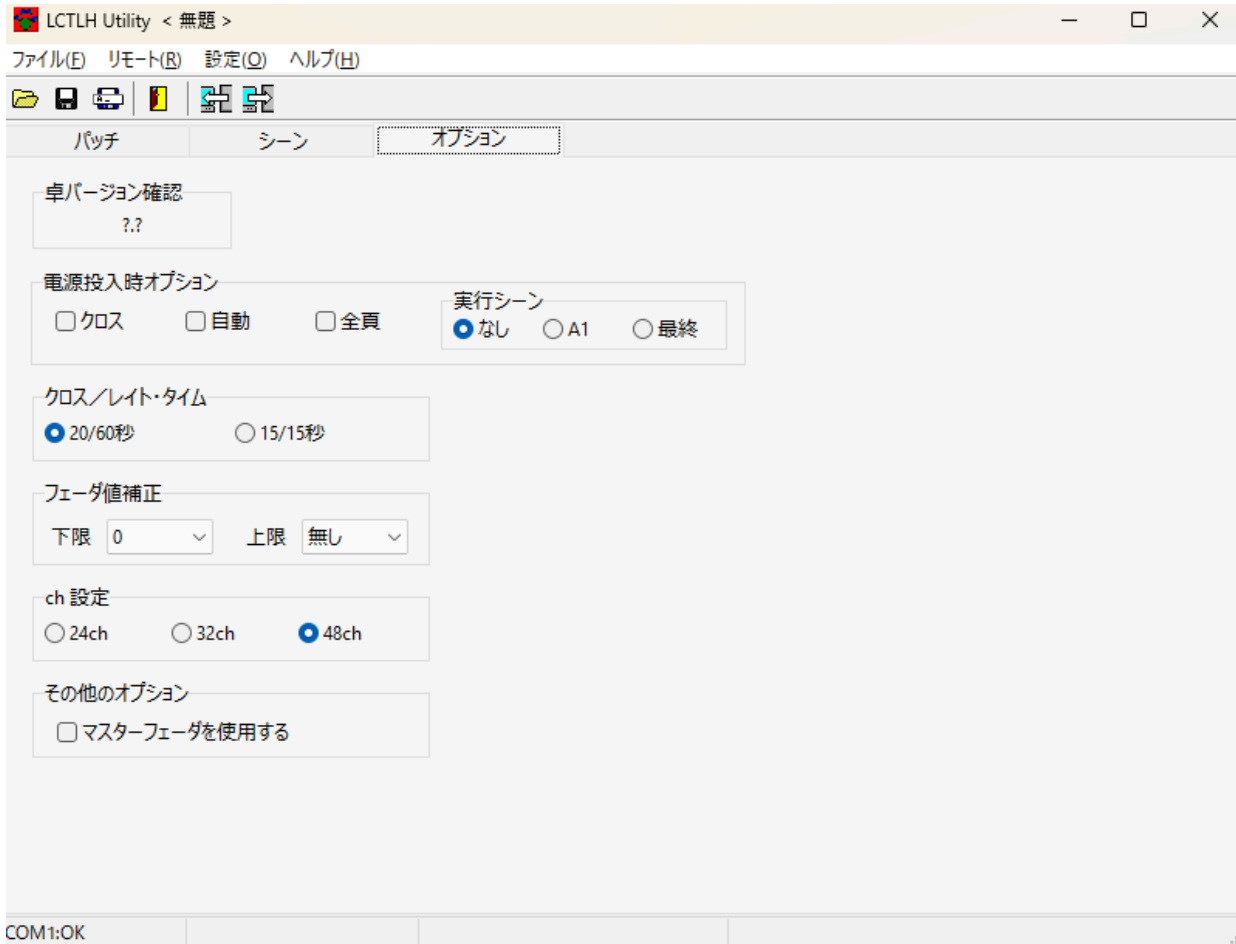 LCTLH Utility < 無題 >
ファイル(F) リモート(R) 設定(O) ヘルプ(H)
パッチ シーン オプション
卓バージョン確認
?.?
電源投入時オプション
クロス 自動 全頁
実行シーン
なし A1 最終
クロス／レイト・タイム
20/60秒 15/15秒
フェーダ値補正
下限 0 上限 無し
ch 設定
24ch 32ch 48ch
その他のオプション
マスターフェーダを使用する
COM1:OK